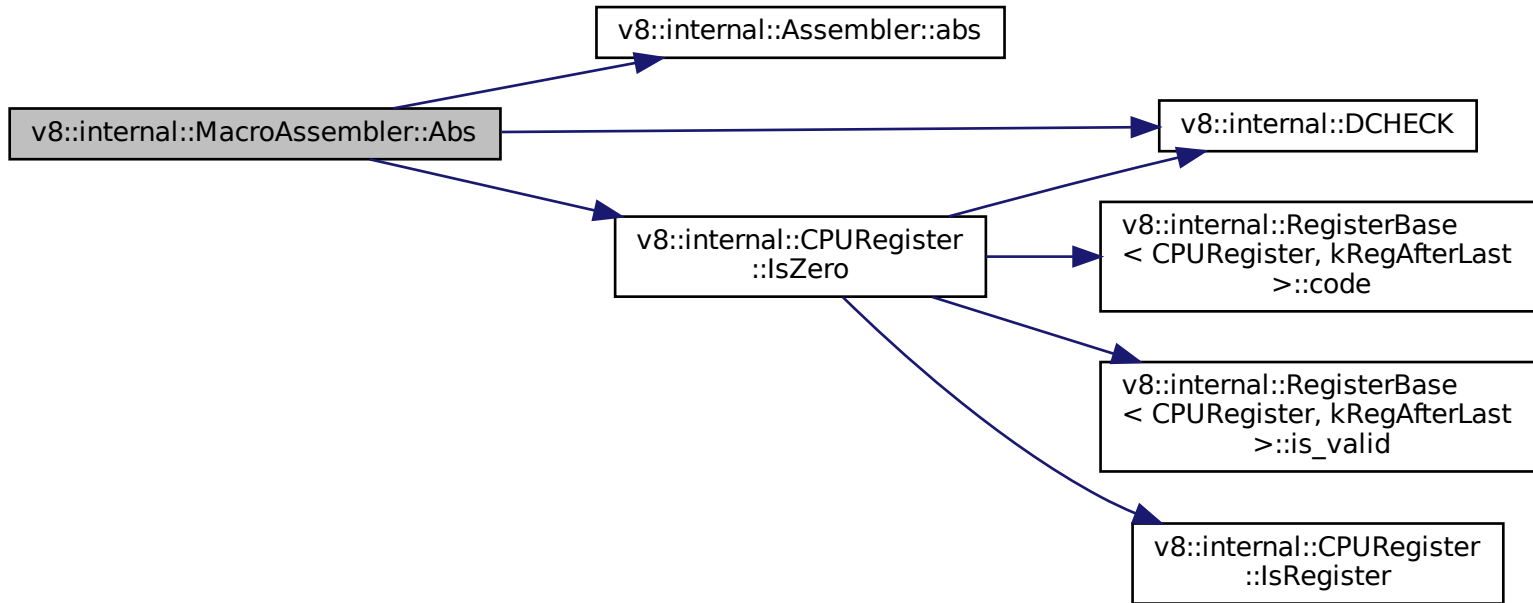 v8::internal::Assembler::abs
v8::internal::MacroAssembler::Abs
v8::internal::DCHECK
v8::internal::CPURegister
::IsZero
v8::internal::RegisterBase
< CPURegister, kRegAfterLast
>::code
v8::internal::RegisterBase
< CPURegister, kRegAfterLast
>::is_valid
v8::internal::CPURegister
::IsRegister